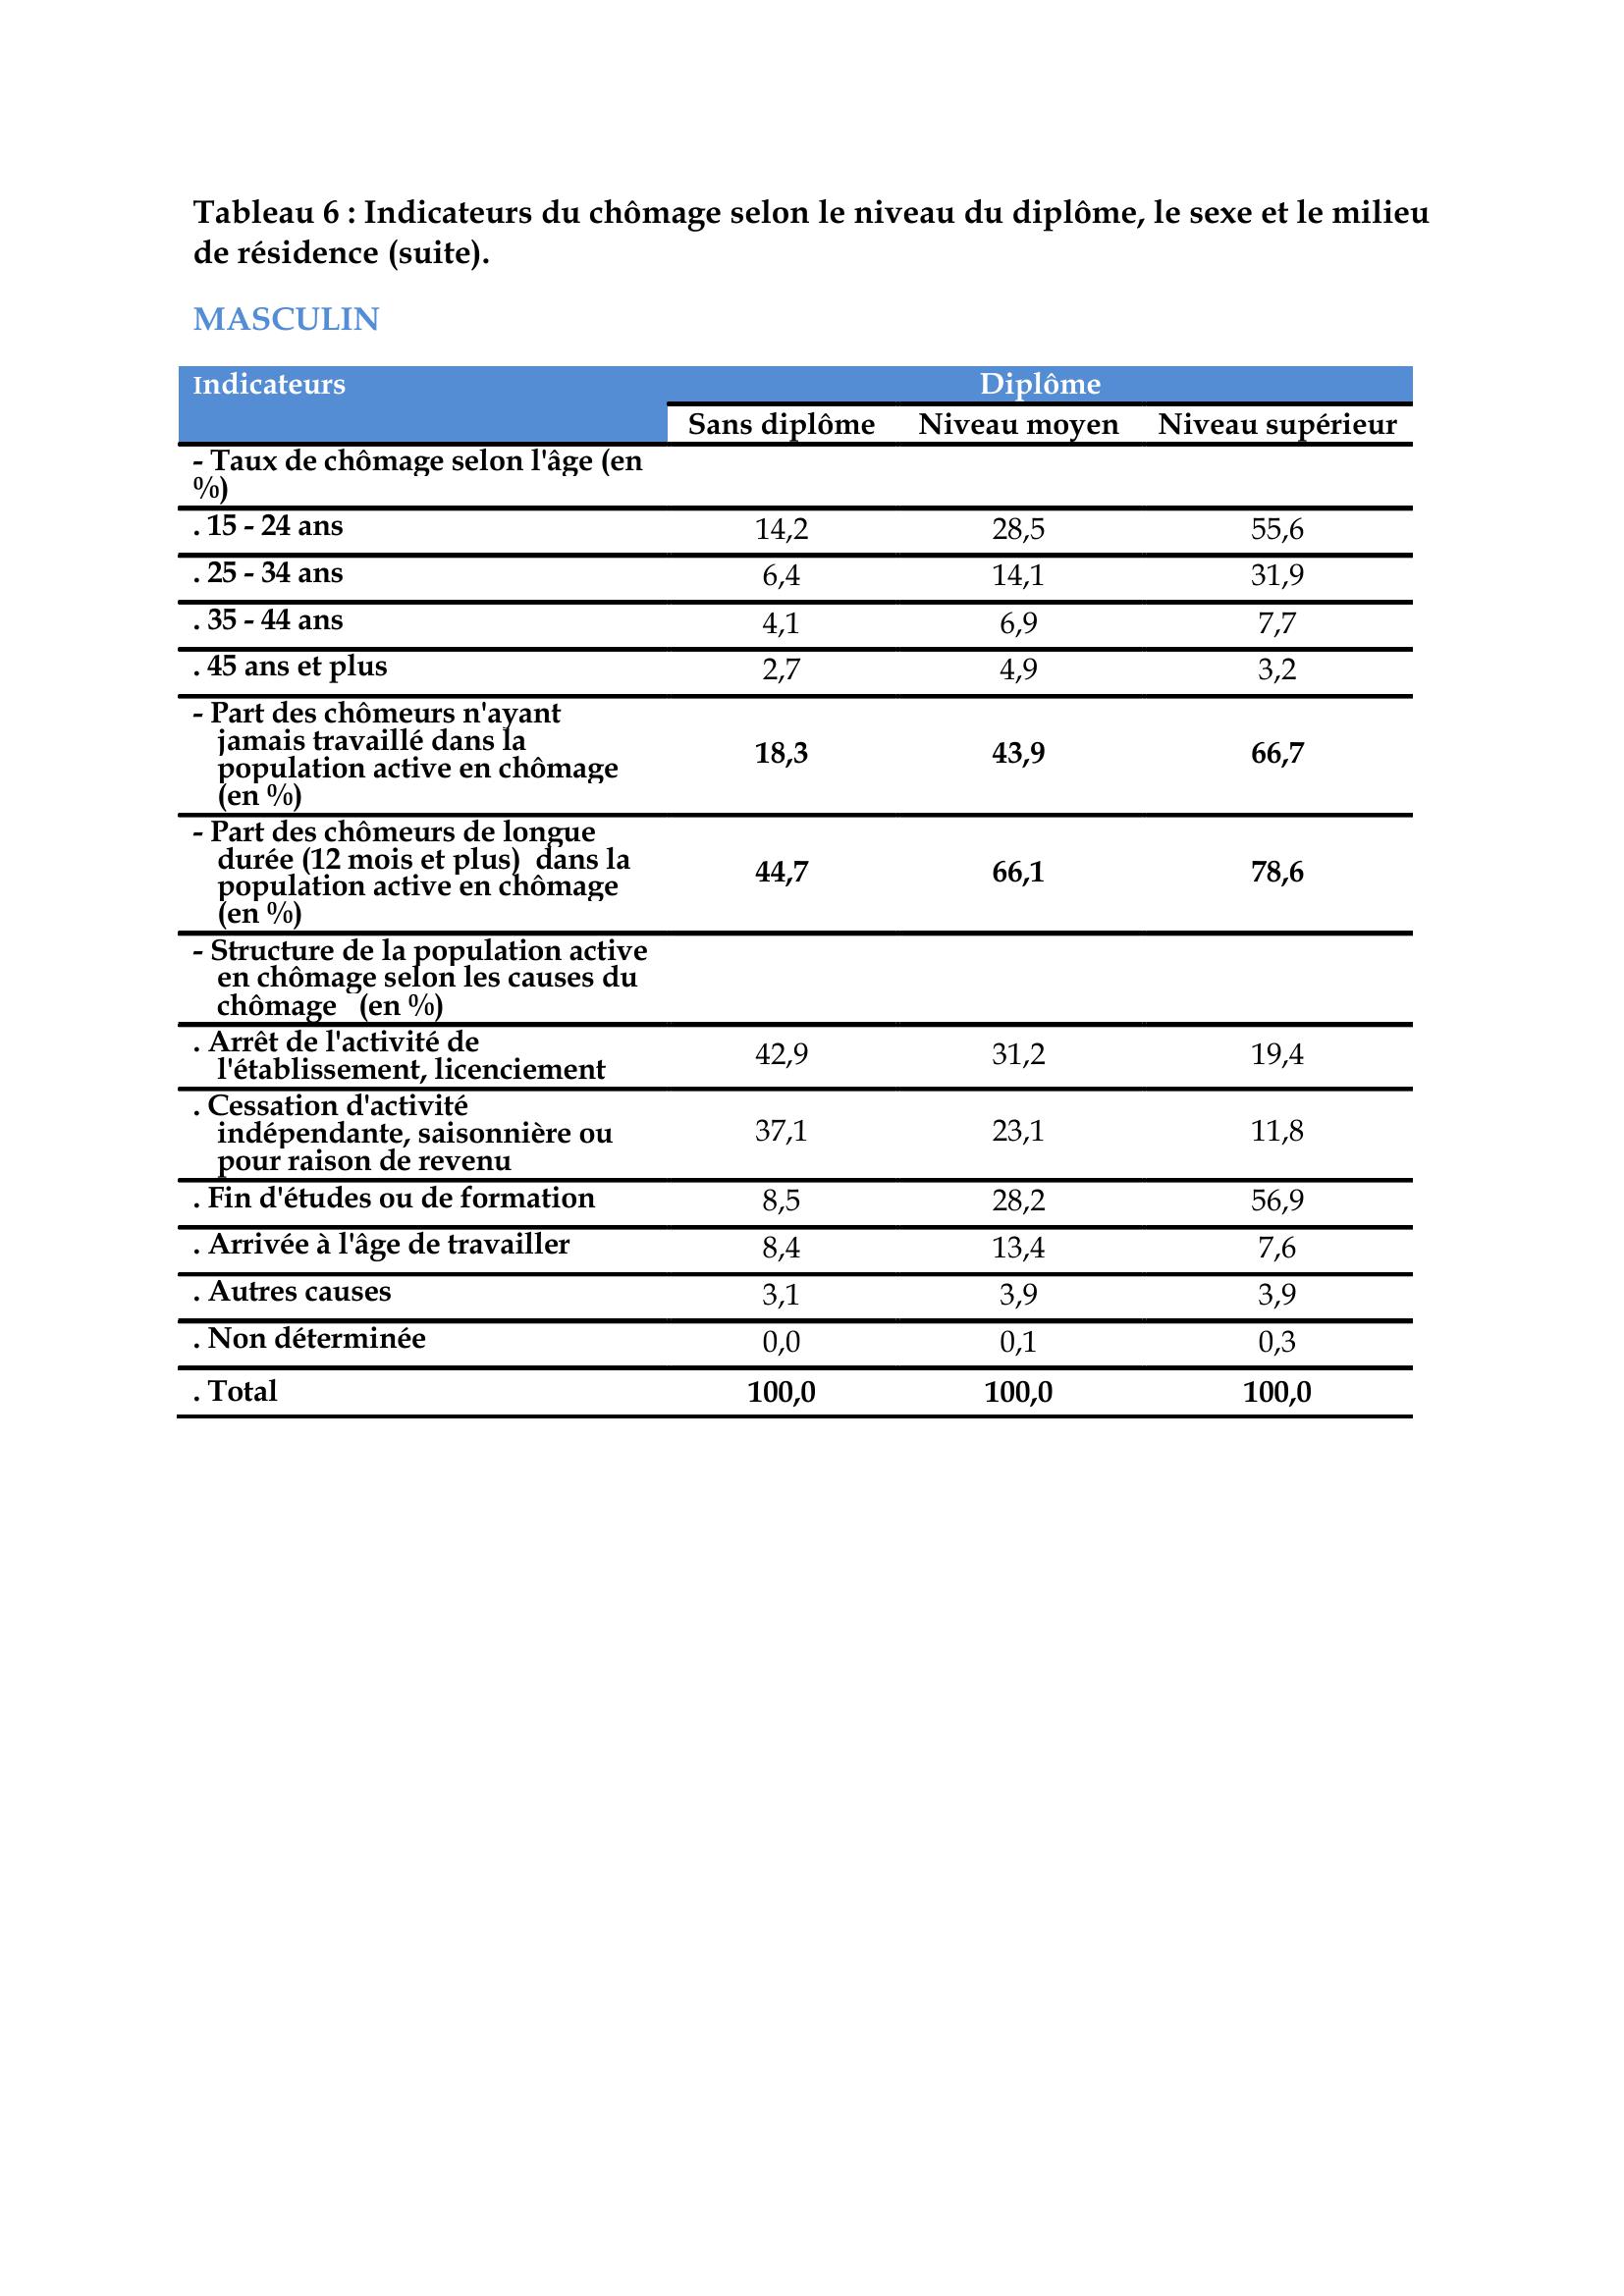 Tableau 6 : Indicateurs du chômage selon le niveau du diplôme, le sexe et le milieu
de résidence (suite).
MASCULIN
Indicateurs Diplôme
Sans diplôme Niveau moyen Niveau supérieur
- Taux de chômage selon l'âge (en
%)
. 15 - 24 ans 14,2 28,5 55,6
. 25 - 34 ans 6,4 14,1 31,9
. 35 - 44 ans 4,1 6,9 7,7
. 45 ans et plus 2,7 4,9 3,2
- Part des chômeurs n'ayant
jamais travaillé dans la
population active en chômage
(en %)
18,3 43,9 66,7
- Part des chômeurs de longue
durée (12 mois et plus) dans la
population active en chômage
(en %)
44,7 66,1 78,6
- Structure de la population active
en chômage selon les causes du
chômage (en %)
. Arrêt de l'activité de
l'établissement, licenciement
42,9 31,2 19,4
. Cessation d'activité
indépendante, saisonnière ou
pour raison de revenu
37,1 23,1 11,8
. Fin d'études ou de formation 8,5 28,2 56,9
. Arrivée à l'âge de travailler 8,4 13,4 7,6
. Autres causes 3,1 3,9 3,9
. Non déterminée 0,0 0,1 0,3
. Total 100,0 100,0 100,0